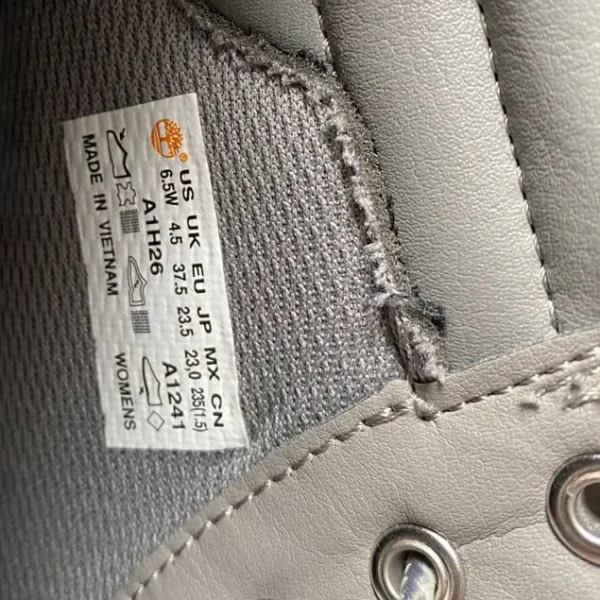 US UK EU JP MX CN
6.5W 4.5 37.5 23.5 23,0 235(1.5)
A1H26 A1241
MADE IN VIETNAM WOMENS